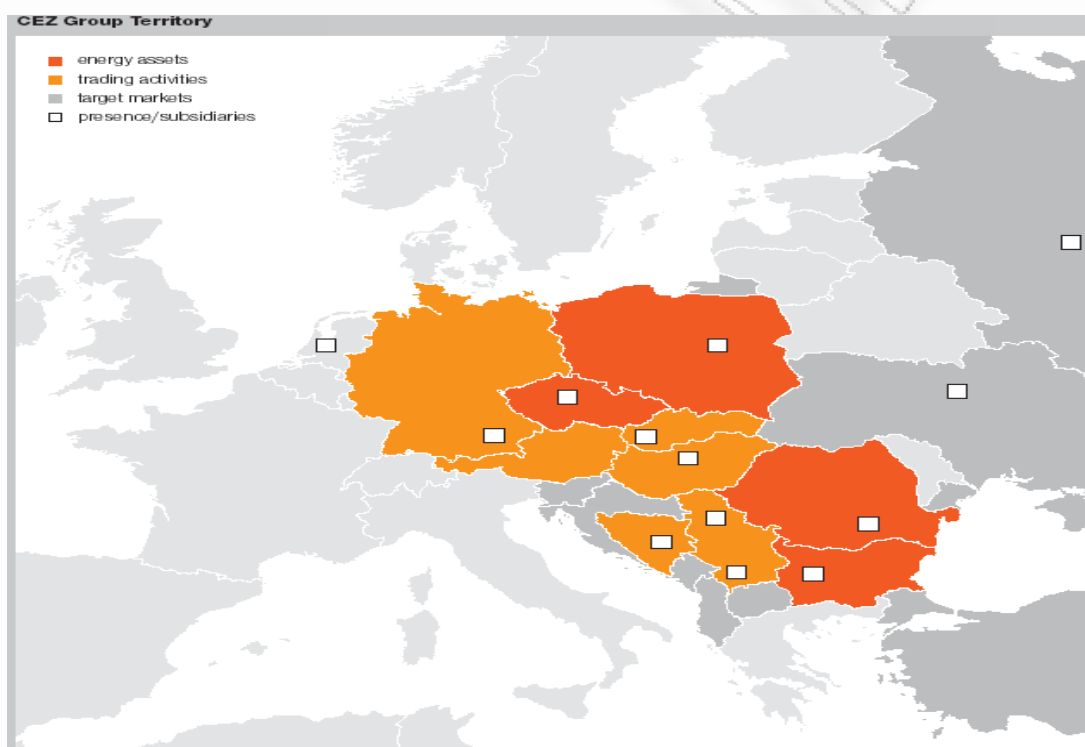 CEZ Group Territory
energy assets
trading activities
target markets
presence/subsidiaries